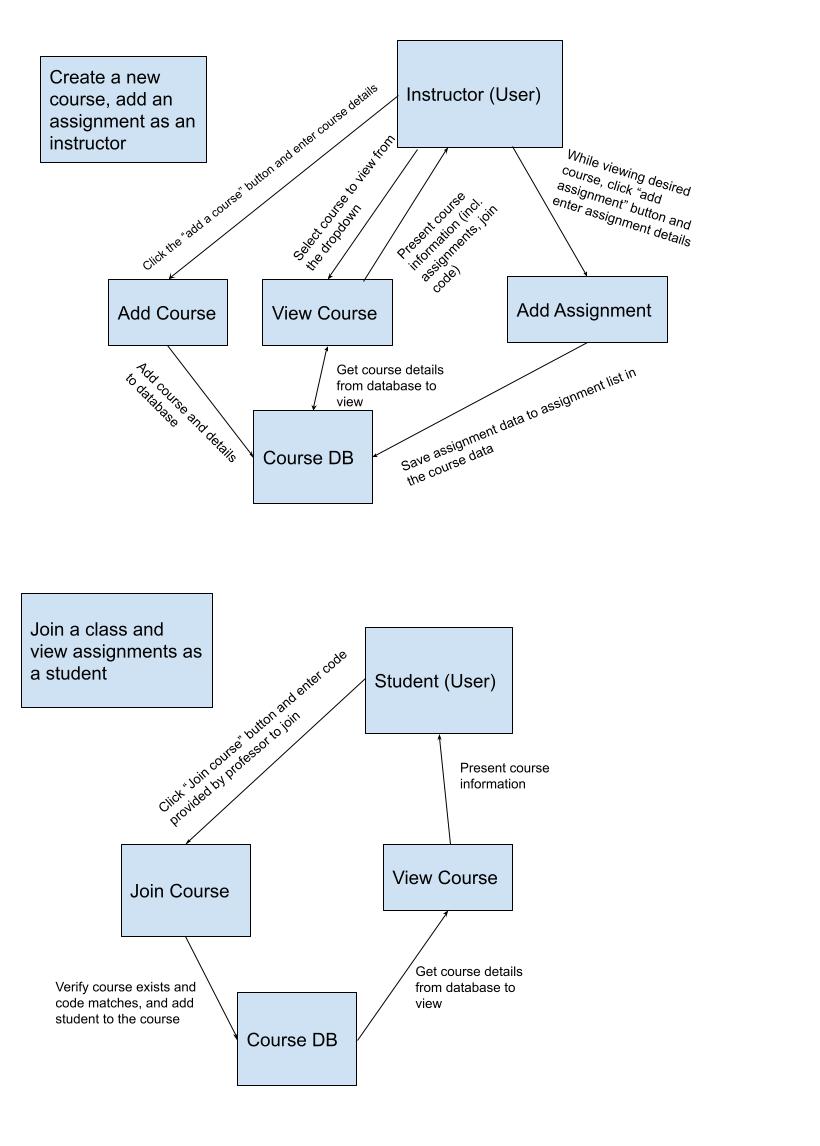 Create a new
course, add an
assignment as an
instructor
Instructor (User)
Click the "add a course" button and enter course details
Select course to view from
the dropdown
Present course
information (incl.
assignments, join
code)
While viewing desired
course, click "add
assignment" button and
enter assignment details
Add Course
View Course
Add Assignment
Add course and details
to database
Get course details
from database to
view
Save assignment data to assignment list in
the course data
Course DB
Join a class and
view assignments as
a student
Student (User)
Click "Join course" button and enter code
provided by professor to join
Present course
information
Join Course
View Course
Verify course exists and
code matches, and add
student to the course
Get course details
from database to
view
Course DB